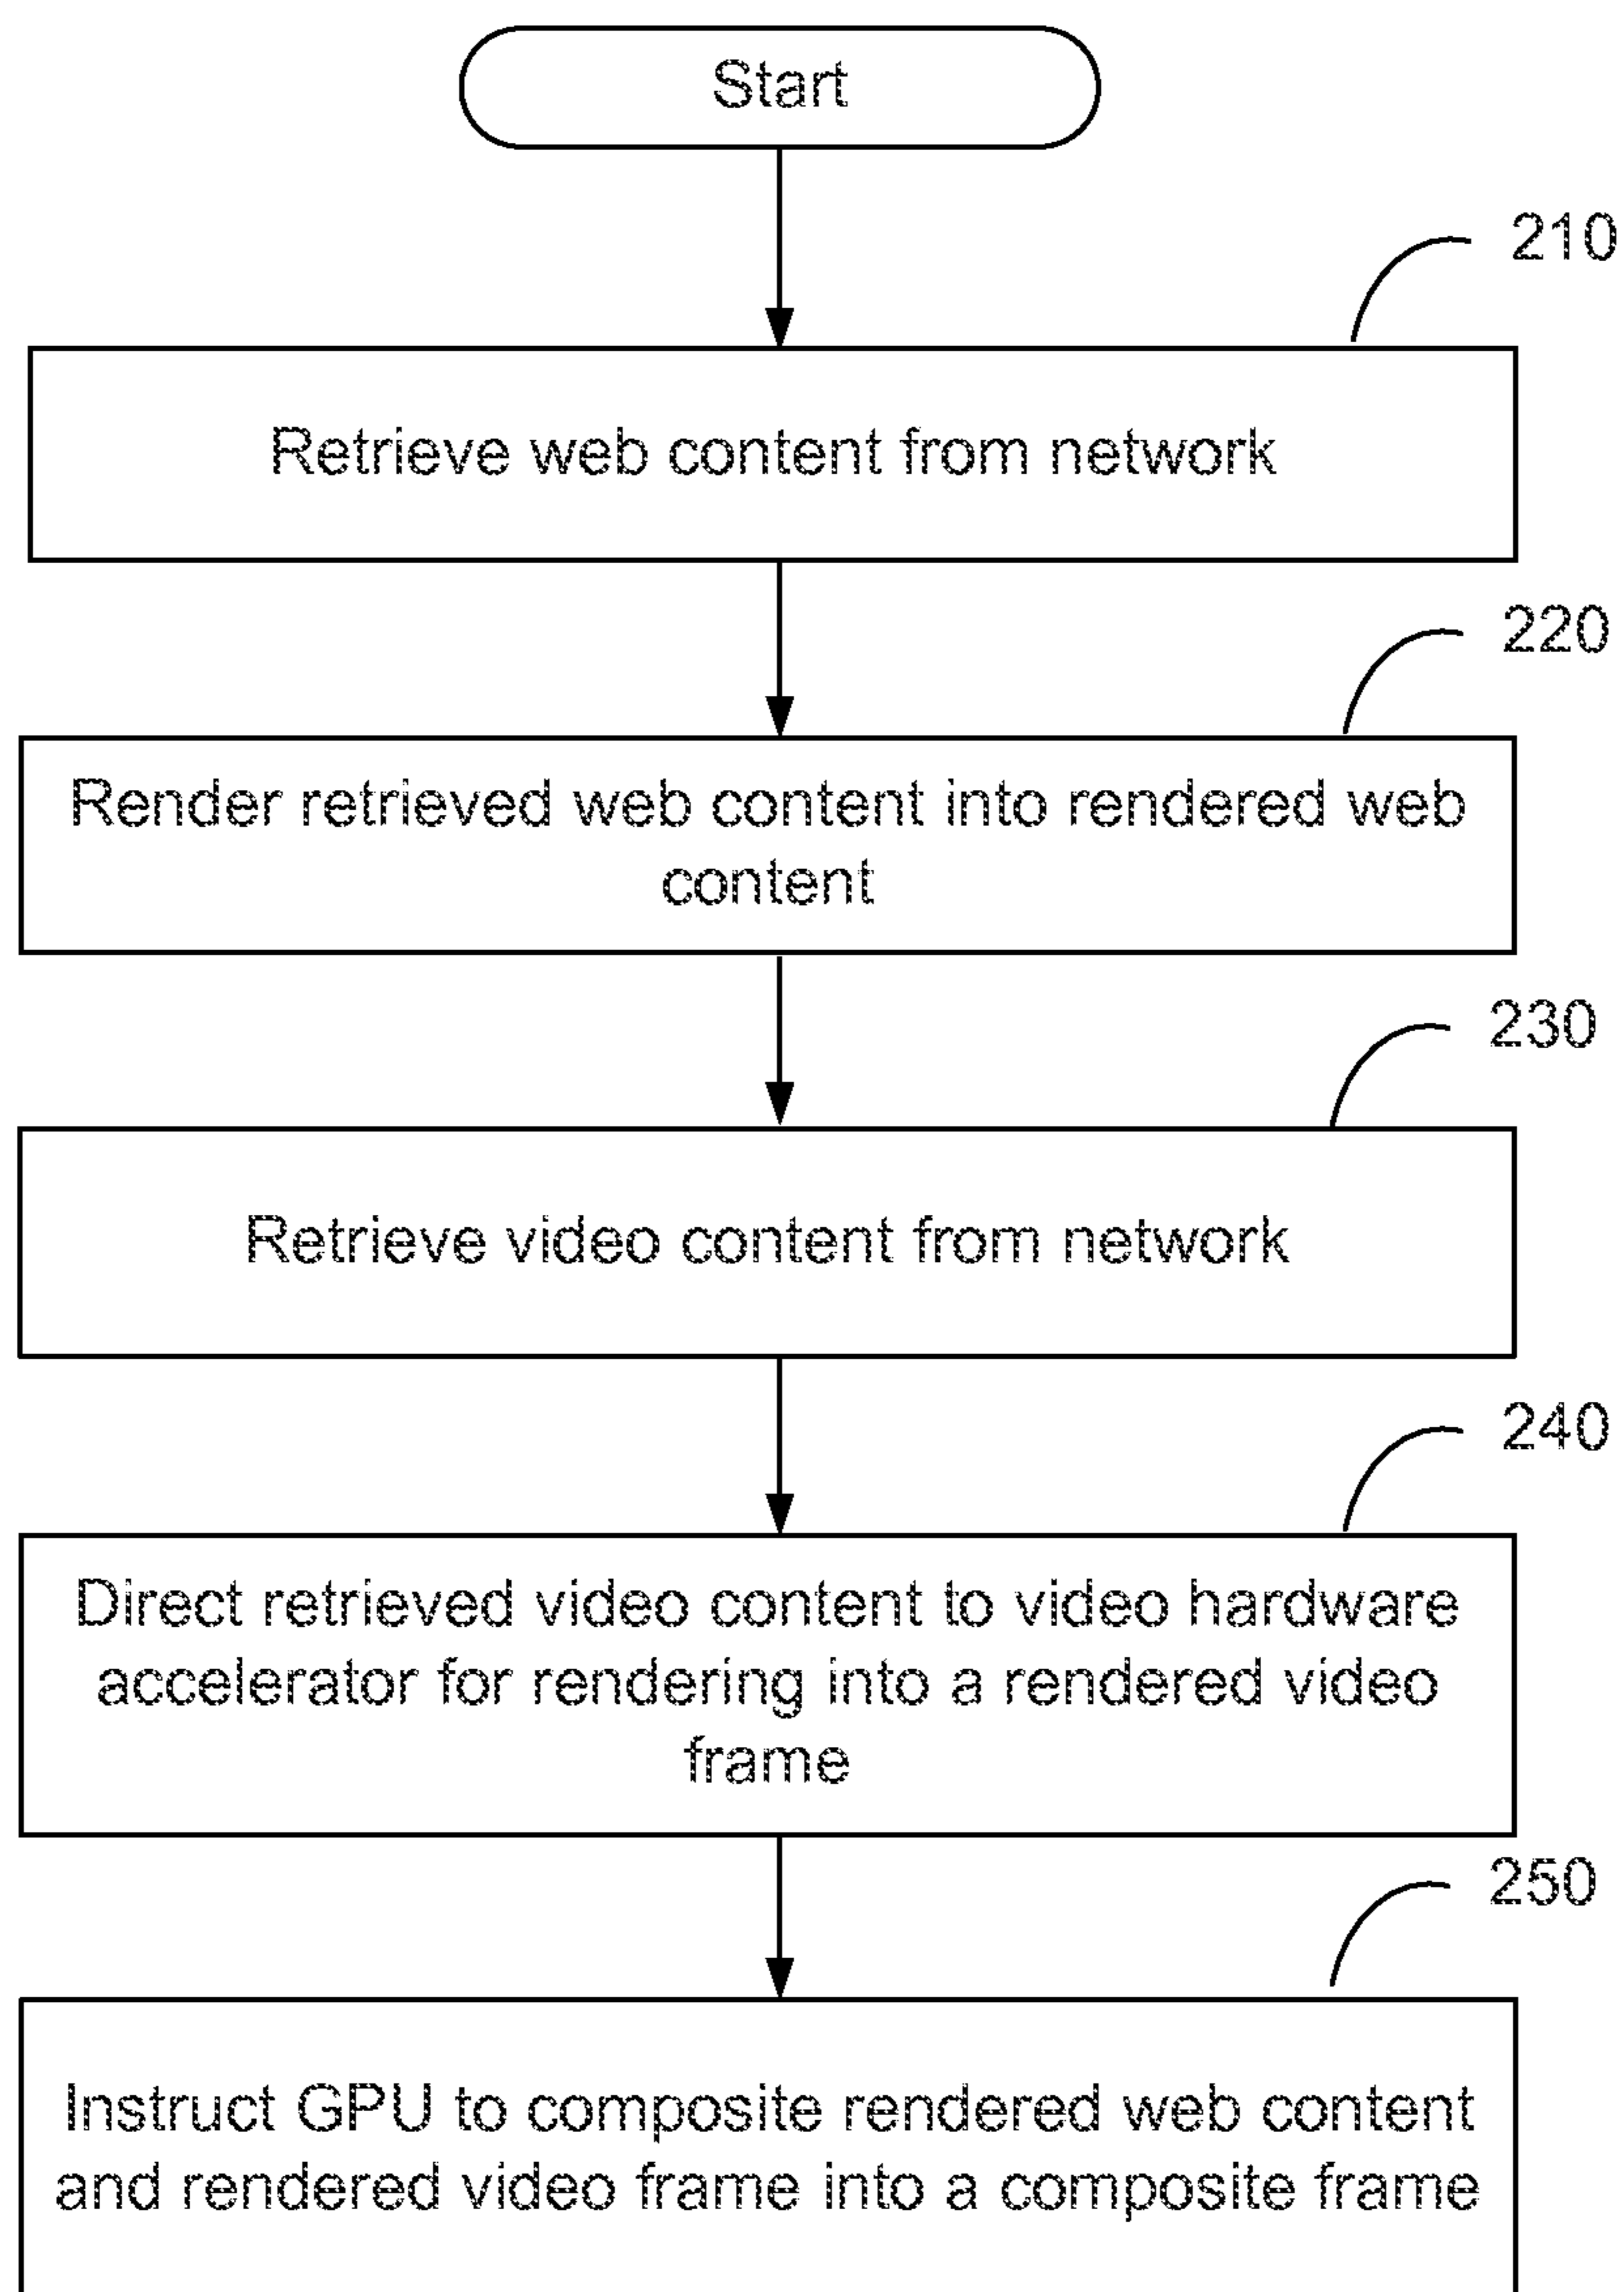 Start
210
Retrieve web content from network
220
Render retrieved web content into rendered web
content
230
Retrieve video content from network
240
Direct retrieved video content to video hardware
accelerator for rendering into a rendered video
frame
250
Instruct GPU to composite rendered web content
and rendered video frame into a composite frame